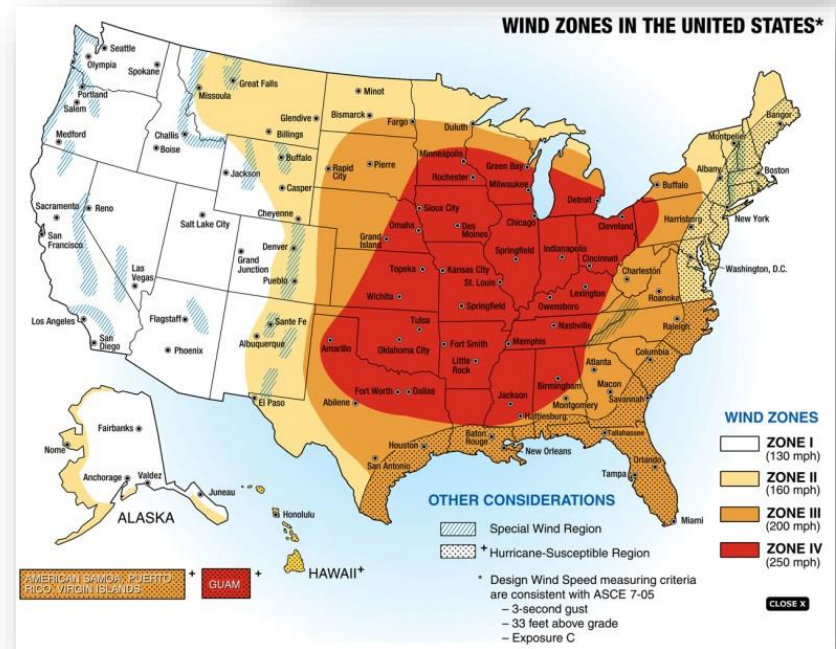 WIND ZONES IN THE UNITED STATES*
Seattle
Olympia
Spokane
Portland
Salem
Medford
Great Falls
Missoula
Minot
Glendive
Bismarck
Fargo
Duluth
Billings
Challis
Boise
Buffalo
Jackson
Rapid City
Pierre
Casper
Minneapolis
Rochester
Green Bay
Milwaukee
Montpelier
Bangor
Albany
Boston
Buffalo
Detroit
Cleveland
Harrisburg
New York
Washington, D.C.
Sacramento
Reno
San Francisco
Salt Lake City
Cheyenne
Sioux City
Omaha
Des Moines
Chicago
Grand Island
Denver
Grand Junction
Pueblo
Las Vegas
Topeka
Kansas City
Springfield
Indianapolis
Cincinnati
St. Louis
Charleston
Roanoke
Lexington
Owensboro
Raleigh
Wichita
Springfield
Nashville
Los Angeles
San Diego
Flagstaff
Phoenix
Sante Fe
Albuquerque
El Paso
Amarillo
Tulsa
Oklahoma City
Fort Smith
Little Rock
Memphis
Columbia
Atlanta
Birmingham
Macon
Savannah
Montgomery
Fort Worth
Dallas
Abilene
Jackson
Hattiesburg
Tallahassee
Houston
Baton Rouge
New Orleans
San Antonio
Orlando
Tampa
Miami
Fairbanks
Nome
Anchorage
Valdez
Juneau
ALASKA
Honolulu
HAWAII+
AMERICAN SAMOA, PUERTO
RICO, VIRGIN ISLANDS
+
GUAM
+
OTHER CONSIDERATIONS
Special Wind Region
+ Hurricane-Susceptible Region
* Design Wind Speed measuring criteria
are consistent with ASCE 7-05
– 3-second gust
– 33 feet above grade
– Exposure C
WIND ZONES
ZONE I
(130 mph)
ZONE II
(160 mph)
ZONE III
(200 mph)
ZONE IV
(250 mph)
CLOSE X